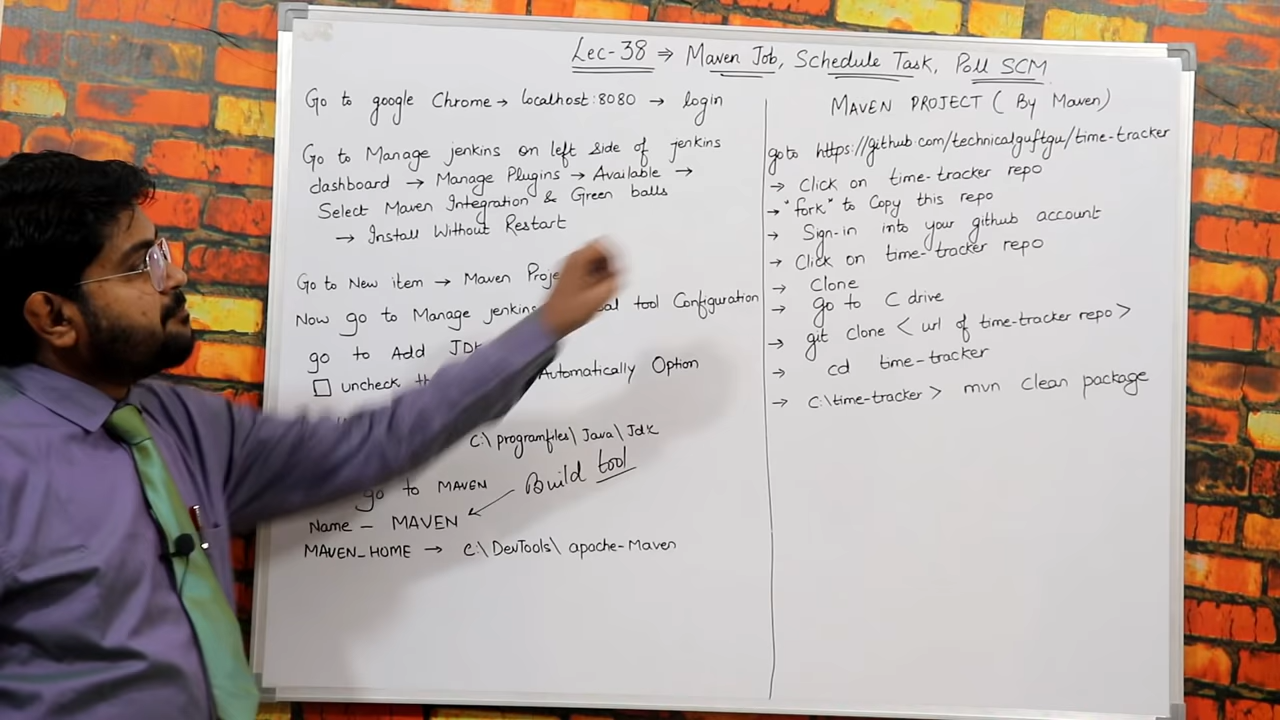 Lec-38 ⇒ Maven Job, Schedule Task, Poll SCM
Go to google Chrome → localhost:8080 → login
Go to Manage jenkins on left side of jenkins
dashboard → Manage Plugins → Available →
Select Maven Integration & Green balls
→ Install Without Restart
Go to New item → Maven
Now go to Manage jenkins tool Configuration
go to Add
uncheck Automatically Option
C:\programfiles\Java\Jdk
go to MAVEN
Build tool
Name - MAVEN
MAVEN_HOME → C:\DevTools\apache-Maven
MAVEN PROJECT ( By Maven)
goto https://github.com/technicalguftgu/time-tracker
→ Click on time-tracker repo
→ "fork" to Copy this repo
→ Sign-in into your github account
→ Click on time-tracker repo
→ Clone
→ go to C drive
→ git clone < url of time-tracker repo >
→ cd time-tracker
→ C:\time-tracker > mvn clean package